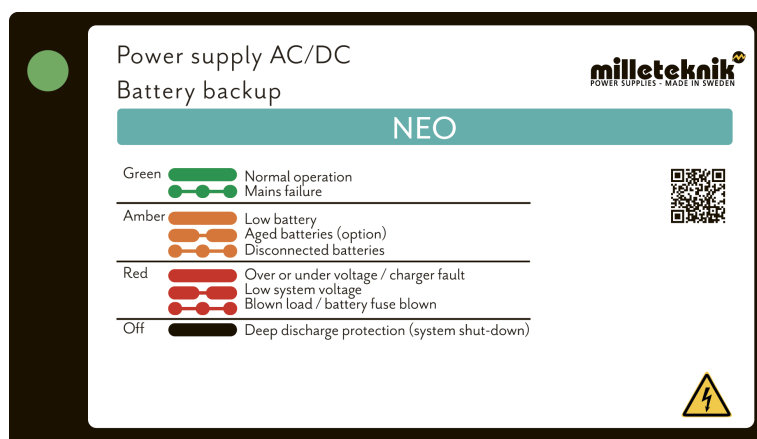 Power supply AC/DC
Battery backup
milleteknik
POWER SUPPLIES - MADE IN SWEDEN
NEO
Green Normal operation
Mains failure
Amber Low battery
Aged batteries (option)
Disconnected batteries
Red Over or under voltage / charger fault
Low system voltage
Blown load / battery fuse blown
Off Deep discharge protection (system shut-down)